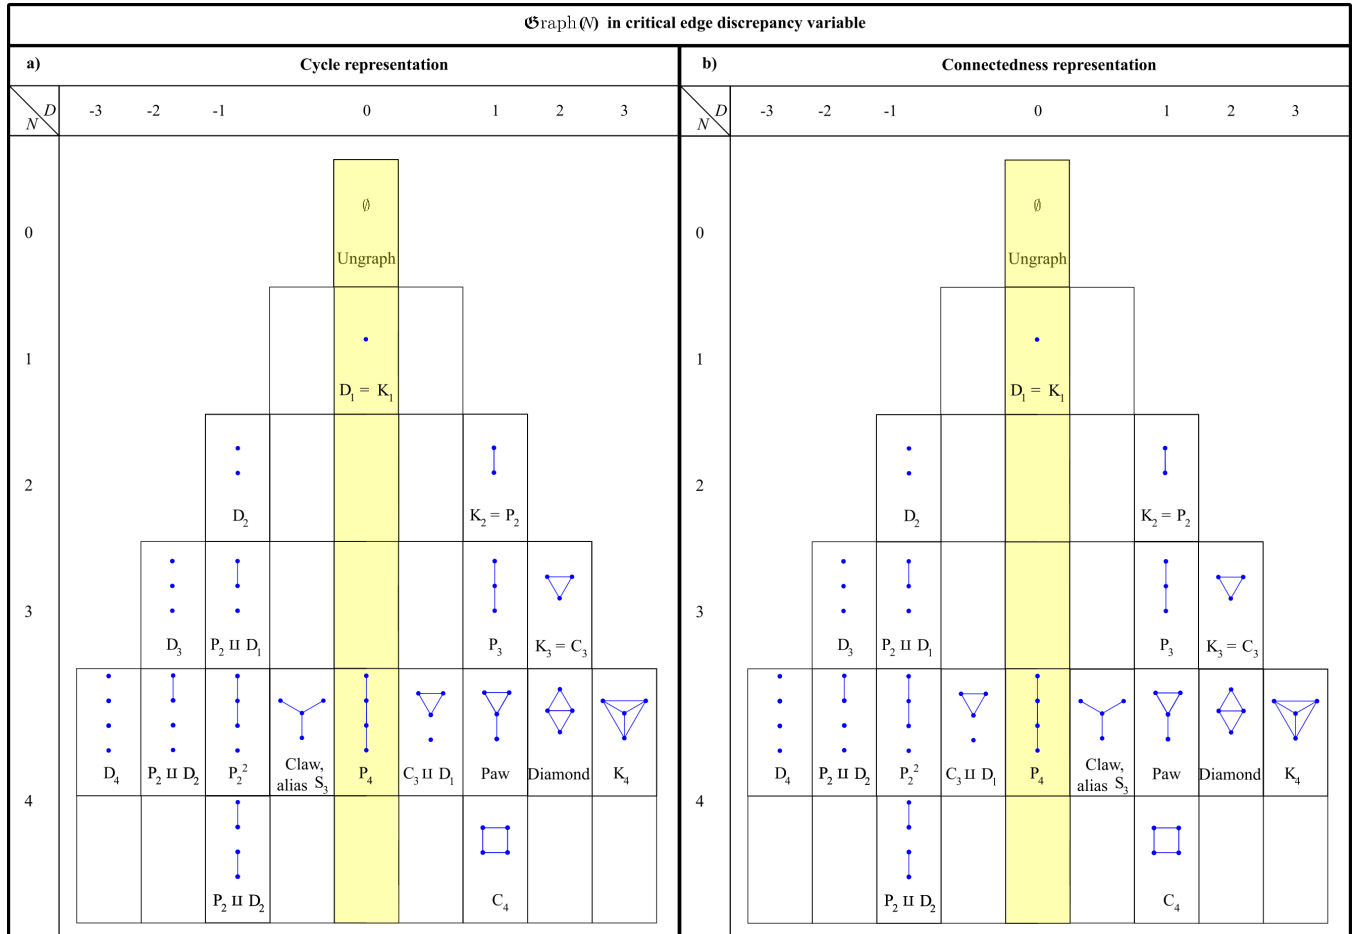 𝕲raph(N) in critical edge discrepancy variable
a) Cycle representation
D
N
-3 -2 -1 0 1 2 3
0
∅
Ungraph
1
D₁ = K₁
2
D₂ K₂ = P₂
3
D₃ P₂ ⨿ D₁ P₃ K₃ = C₃
4
D₄ P₂ ⨿ D₂ P₂² Claw, alias S₃ P₄ C₃ ⨿ D₁ Paw Diamond K₄
P₂ ⨿ D₂ C₄
b) Connectedness representation
D
N
-3 -2 -1 0 1 2 3
0
∅
Ungraph
1
D₁ = K₁
2
D₂ K₂ = P₂
3
D₃ P₂ ⨿ D₁ P₃ K₃ = C₃
4
D₄ P₂ ⨿ D₂ P₂² C₃ ⨿ D₁ P₄ Claw, alias S₃ Paw Diamond K₄
P₂ ⨿ D₂ C₄